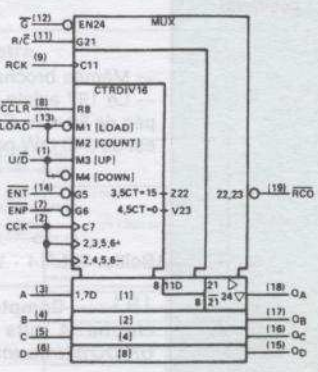 MUX
G (12) EN24
R/C (11) G21
RCK (9) C11
CTRDIV16
CCLR (8) R8
LOAD (13) M1 [LOAD]
M2 [COUNT]
U/D (1) M3 [UP]
M4 [DOWN]
ENT (14) G5 3,5CT=15 Z22 22,23 (19) RCO
ENP (7) G6 4,5CT=0 V23
CCK (2) C7
2,3,5,6+
2,4,5,6−
A (3) 1,7D [1] 8 11D 21 24 (18) QA
8 21
B (4) [2] (17) QB
C (5) [4] (16) QC
D (6) [8] (15) QD